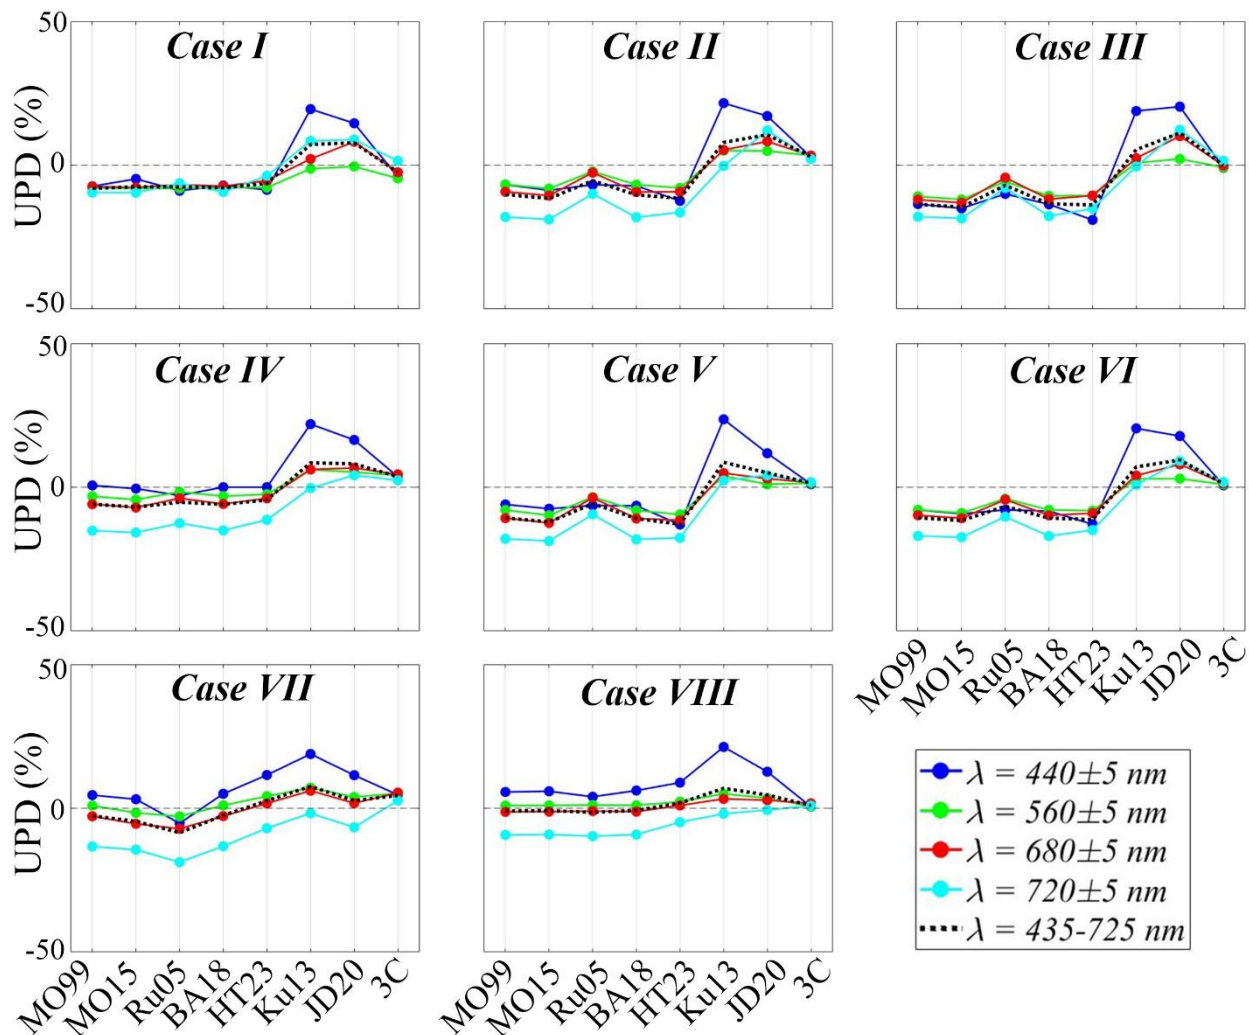 50
Case I
Case II
Case III
UPD (%)
0
-50
50
Case IV
Case V
Case VI
UPD (%)
0
-50
MO99
MO15
Ru05
BA18
HT23
Ku13
JD20
3C
50
Case VII
Case VIII
UPD (%)
0
-50
MO99
MO15
Ru05
BA18
HT23
Ku13
JD20
3C
MO99
MO15
Ru05
BA18
HT23
Ku13
JD20
3C
λ = 440±5 nm
λ = 560±5 nm
λ = 680±5 nm
λ = 720±5 nm
λ = 435-725 nm